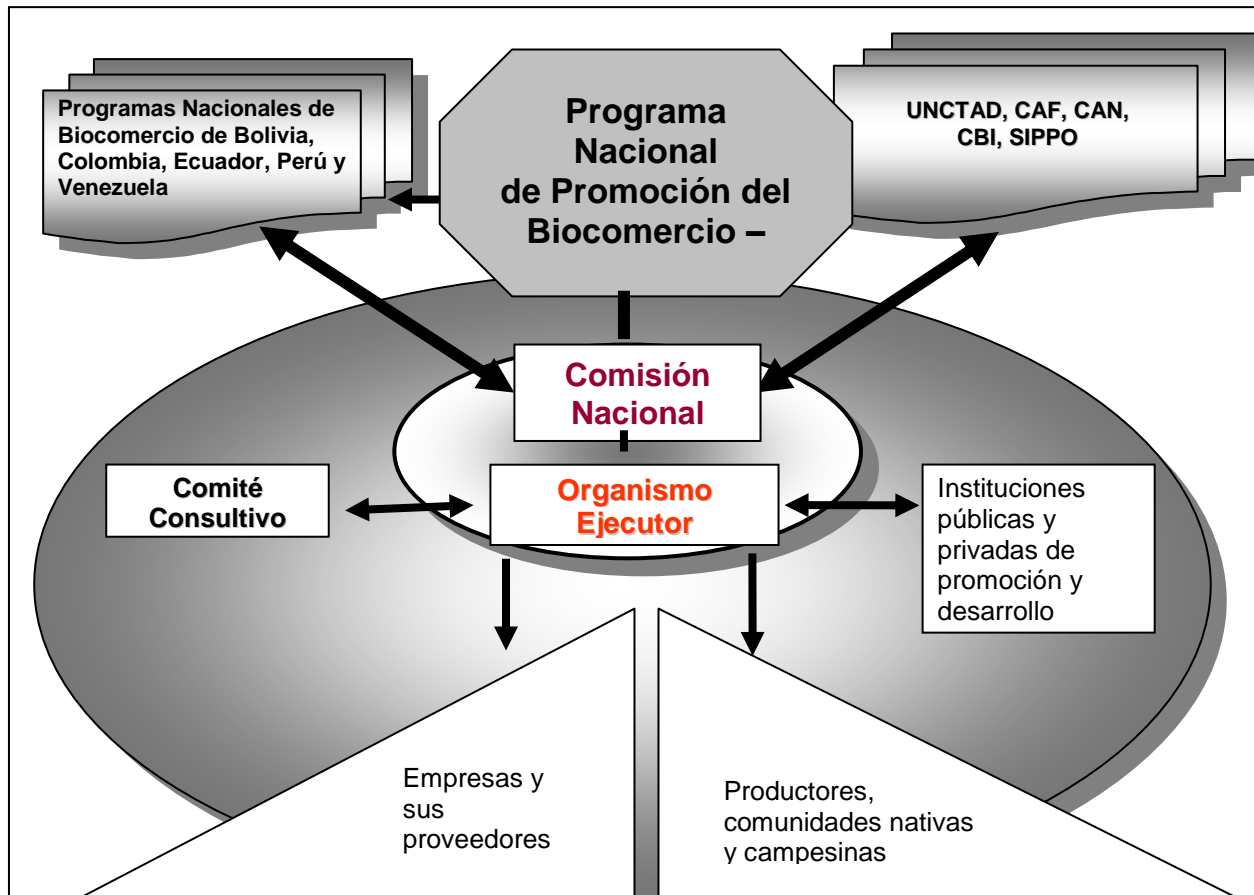 Programas Nacionales de
Biocomercio de Bolivia,
Colombia, Ecuador, Perú y
Venezuela
Programa
Nacional
de Promoción del
Biocomercio –
UNCTAD, CAF, CAN,
CBI, SIPPO
Comisión
Nacional
Comité
Consultivo
Organismo
Ejecutor
Instituciones
públicas y
privadas de
promoción y
desarrollo
Empresas y
sus
proveedores
Productores,
comunidades nativas
y campesinas